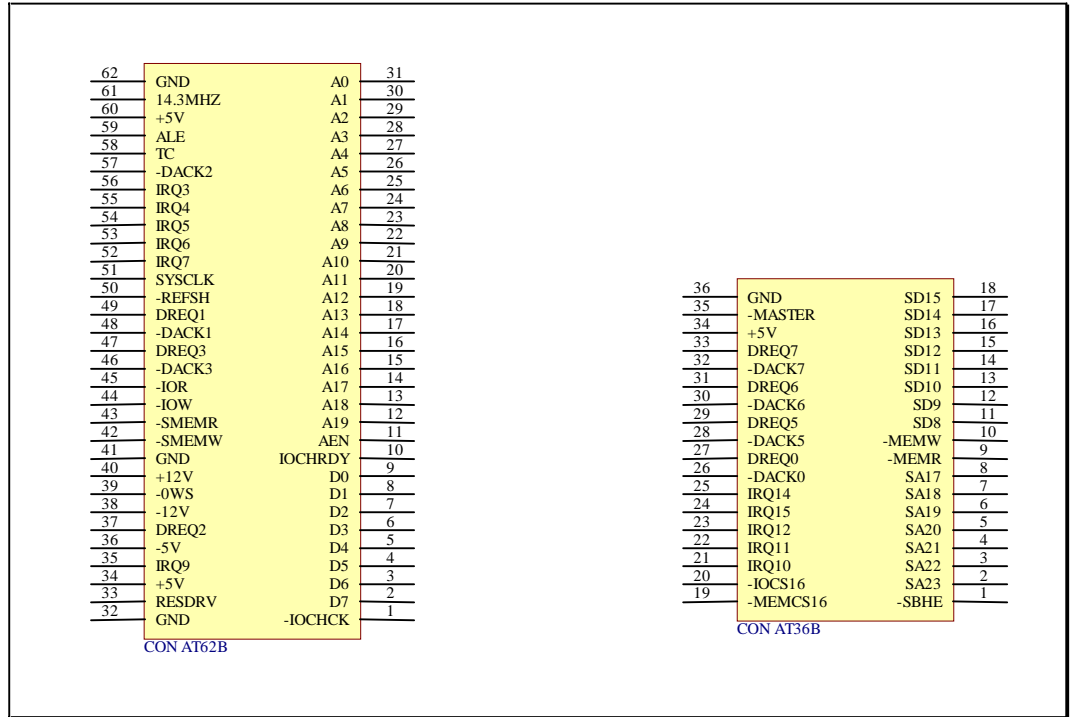 62 GND A0 31
61 14.3MHZ A1 30
60 +5V A2 29
59 ALE A3 28
58 TC A4 27
57 -DACK2 A5 26
56 IRQ3 A6 25
55 IRQ4 A7 24
54 IRQ5 A8 23
53 IRQ6 A9 22
52 IRQ7 A10 21
51 SYSCLK A11 20
50 -REFSH A12 19
49 DREQ1 A13 18
48 -DACK1 A14 17
47 DREQ3 A15 16
46 -DACK3 A16 15
45 -IOR A17 14
44 -IOW A18 13
43 -SMEMR A19 12
42 -SMEMW AEN 11
41 GND IOCHRDY 10
40 +12V D0 9
39 -0WS D1 8
38 -12V D2 7
37 DREQ2 D3 6
36 -5V D4 5
35 IRQ9 D5 4
34 +5V D6 3
33 RESDRV D7 2
32 GND -IOCHCK 1
CON AT62B
36 GND SD15 18
35 -MASTER SD14 17
34 +5V SD13 16
33 DREQ7 SD12 15
32 -DACK7 SD11 14
31 DREQ6 SD10 13
30 -DACK6 SD9 12
29 DREQ5 SD8 11
28 -DACK5 -MEMW 10
27 DREQ0 -MEMR 9
26 -DACK0 SA17 8
25 IRQ14 SA18 7
24 IRQ15 SA19 6
23 IRQ12 SA20 5
22 IRQ11 SA21 4
21 IRQ10 SA22 3
20 -IOCS16 SA23 2
19 -MEMCS16 -SBHE 1
CON AT36B